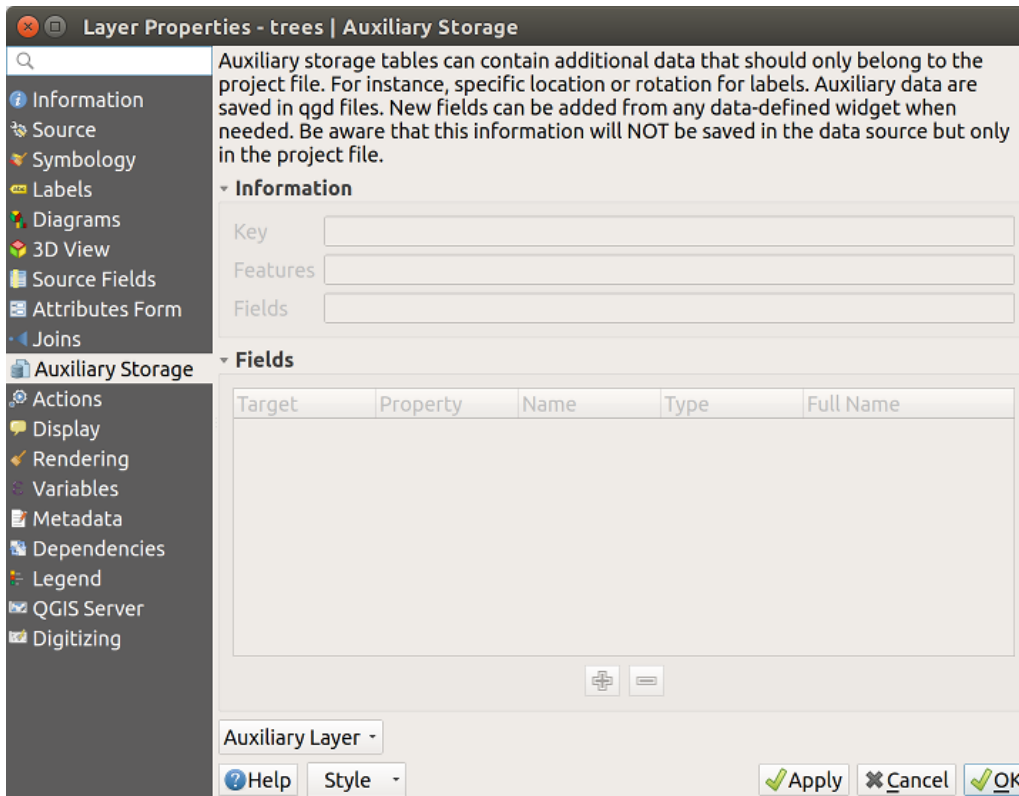 Layer Properties - trees | Auxiliary Storage
Information
Source
Symbology
Labels
Diagrams
3D View
Source Fields
Attributes Form
Joins
Auxiliary Storage
Actions
Display
Rendering
Variables
Metadata
Dependencies
Legend
QGIS Server
Digitizing
Auxiliary storage tables can contain additional data that should only belong to the
project file. For instance, specific location or rotation for labels. Auxiliary data are
saved in qgd files. New fields can be added from any data-defined widget when
needed. Be aware that this information will NOT be saved in the data source but only
in the project file.
Information
Key
Features
Fields
Fields
Target Property Name Type Full Name
Auxiliary Layer
Help Style Apply Cancel OK